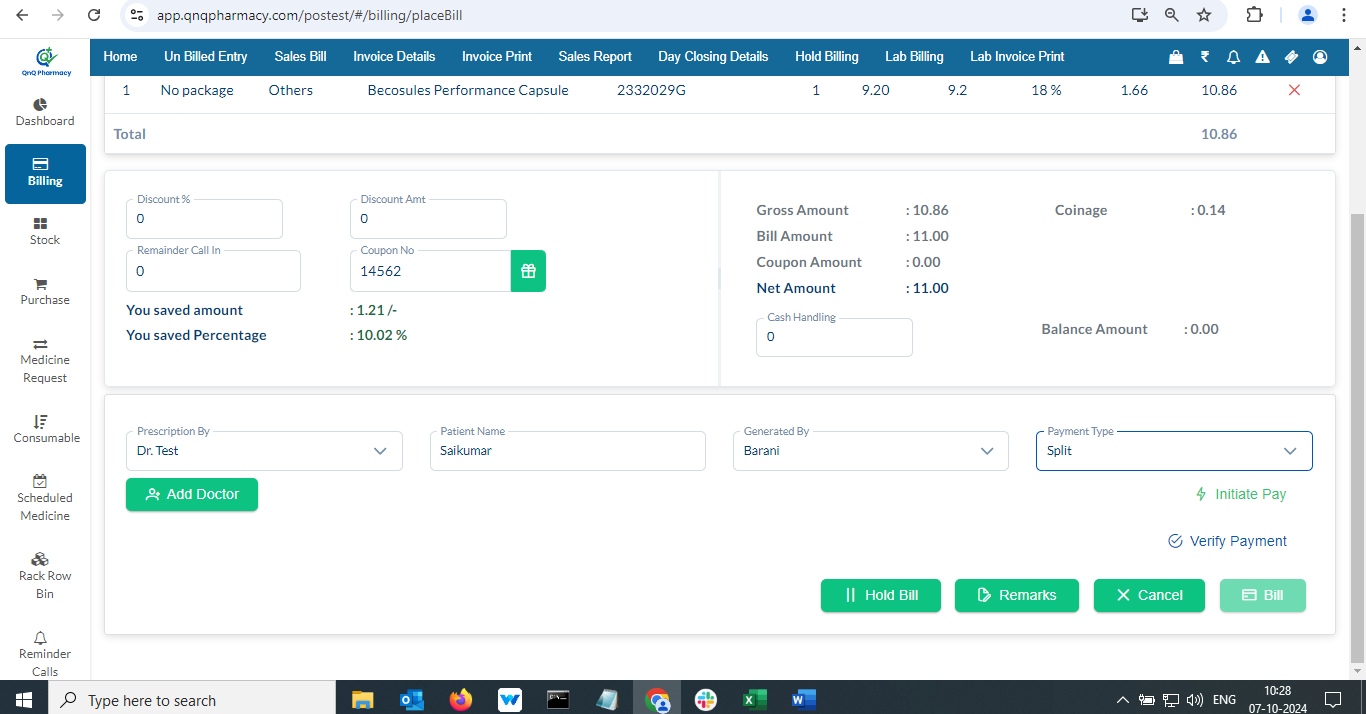 app.qnqpharmacy.com/postest/#/billing/placeBill
QnQ Pharmacy
Home Un Billed Entry Sales Bill Invoice Details Invoice Print Sales Report Day Closing Details Hold Billing Lab Billing Lab Invoice Print
Dashboard
Billing
Stock
Purchase
Medicine
Request
Consumable
Scheduled
Medicine
Rack Row
Bin
Reminder
Calls
1 No package Others Becosules Performance Capsule 2332029G 1 9.20 9.2 18 % 1.66 10.86
Total 10.86
Discount %
0
Discount Amt
0
Remainder Call In
0
Coupon No
14562
You saved amount : 1.21 /-
You saved Percentage : 10.02 %
Gross Amount : 10.86 Coinage : 0.14
Bill Amount : 11.00
Coupon Amount : 0.00
Net Amount : 11.00
Cash Handling
0
Balance Amount : 0.00
Prescription By
Dr. Test
Patient Name
Saikumar
Generated By
Barani
Payment Type
Split
Add Doctor
Initiate Pay
Verify Payment
Hold Bill Remarks Cancel Bill
Type here to search
ENG
10:28
07-10-2024